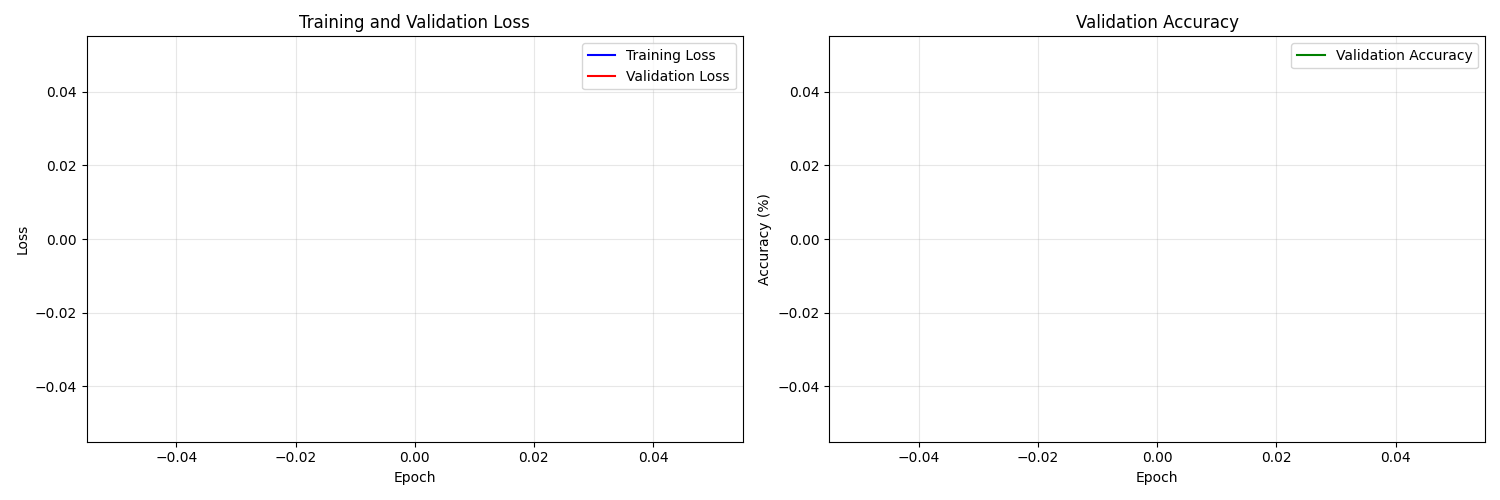 Training and Validation Loss
Training Loss
Validation Loss
0.04
0.02
0.00
−0.02
−0.04
Loss
−0.04 −0.02 0.00 0.02 0.04
Epoch
Validation Accuracy
Validation Accuracy
0.04
0.02
0.00
−0.02
−0.04
Accuracy (%)
−0.04 −0.02 0.00 0.02 0.04
Epoch